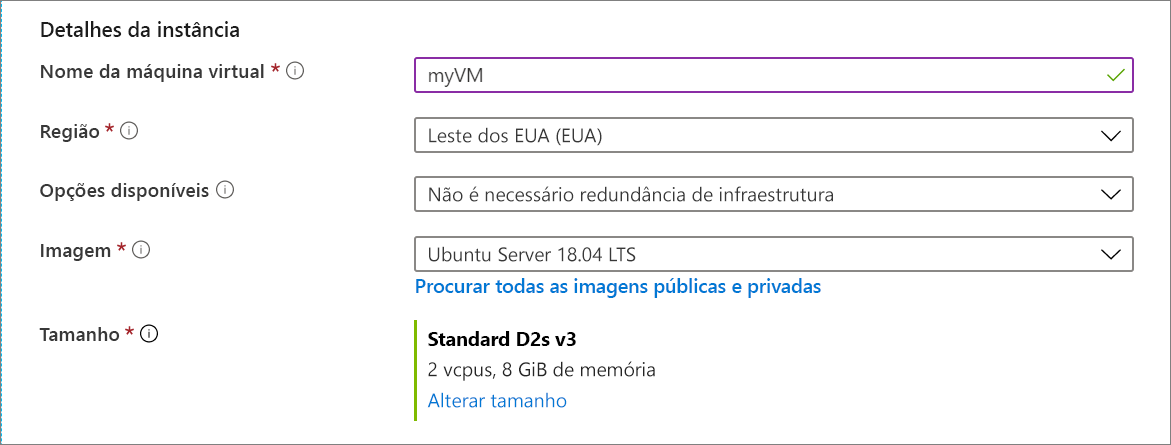 Detalhes da instância
Nome da máquina virtual *
myVM
Região *
Leste dos EUA (EUA)
Opções disponíveis
Não é necessário redundância de infraestrutura
Imagem *
Ubuntu Server 18.04 LTS
Procurar todas as imagens públicas e privadas
Tamanho *
Standard D2s v3
2 vcpus, 8 GiB de memória
Alterar tamanho